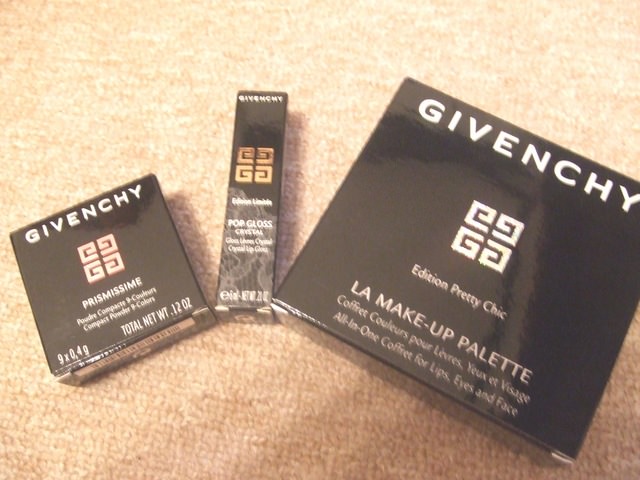 GIVENCHY
PRISMISSIME
Poudre Compacte 9-Couleurs
Compact Powder 9-Colors
TOTAL NET WT .12 OZ
9 x 0,4 g
GIVENCHY
Edition Limitée
POP GLOSS
CRYSTAL
Gloss Lèvres Crystal
Crystal Lip Gloss
GIVENCHY
Edition Pretty Chic
LA MAKE-UP PALETTE
Coffret Couleurs pour Lèvres, Yeux et Visage
All-In-One Coffret for Lips, Eyes and Face